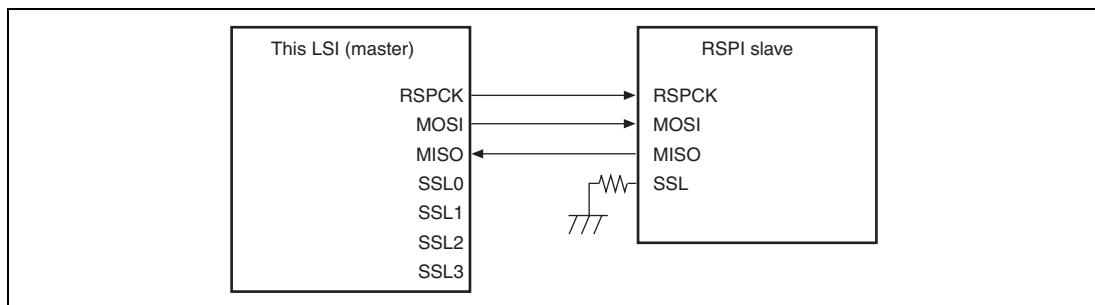 This LSI (master)
RSPCK
MOSI
MISO
SSL0
SSL1
SSL2
SSL3
RSPI slave
RSPCK
MOSI
MISO
SSL